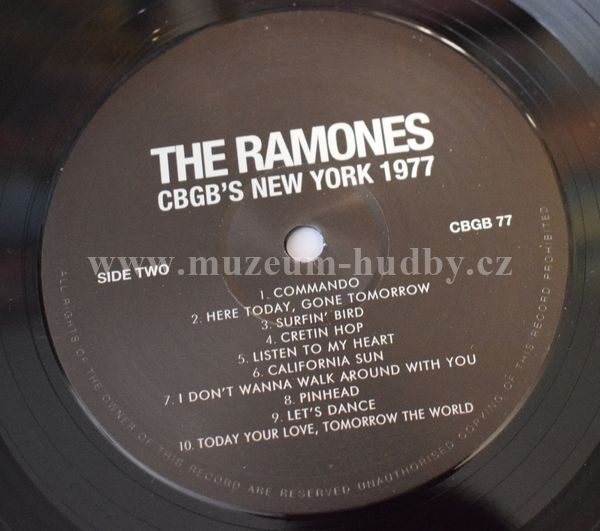 THE RAMONES
CBGB'S NEW YORK 1977
CBGB 77
SIDE TWO
www.muzeum-hudby.cz
1. COMMANDO
2. HERE TODAY, GONE TOMORROW
3. SURFIN' BIRD
4. CRETIN HOP
5. LISTEN TO MY HEART
6. CALIFORNIA SUN
7. I DON'T WANNA WALK AROUND WITH YOU
8. PINHEAD
9. LET'S DANCE
10. TODAY YOUR LOVE, TOMORROW THE WORLD
ALL RIGHTS OF THE OWNER OF THIS RECORD ARE RESERVED UNAUTHORISED COPYING OF THIS RECORD PROHIBITED